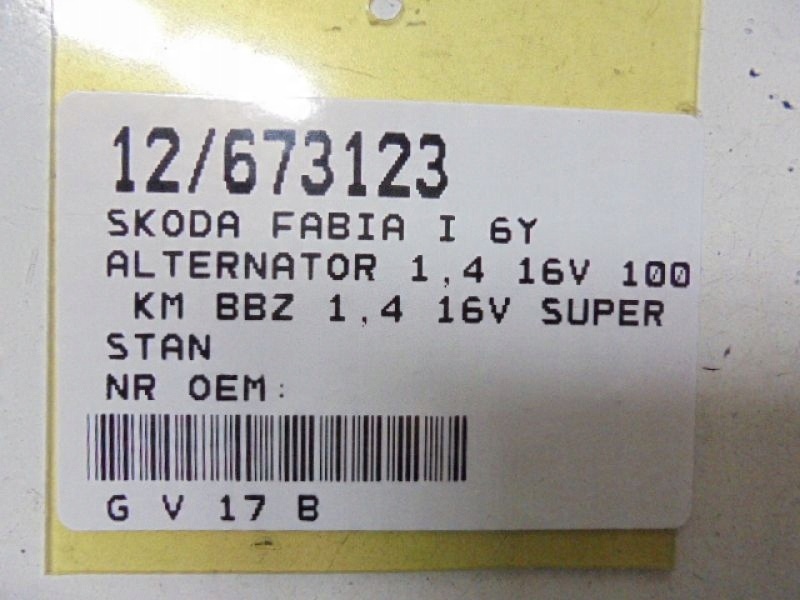 12/673123
SKODA FABIA I 6Y
ALTERNATOR 1,4 16V 100
KM BBZ 1,4 16V SUPER
STAN
NR OEM:
G V 17 B